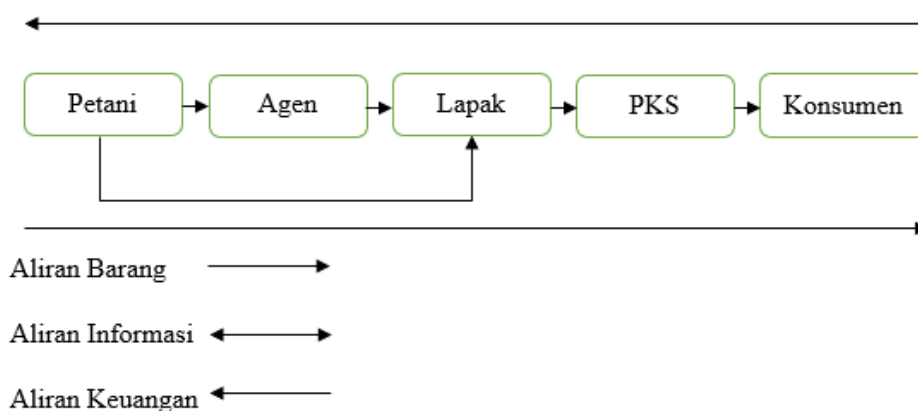 Petani
Agen
Lapak
PKS
Konsumen
Aliran Barang
Aliran Informasi
Aliran Keuangan